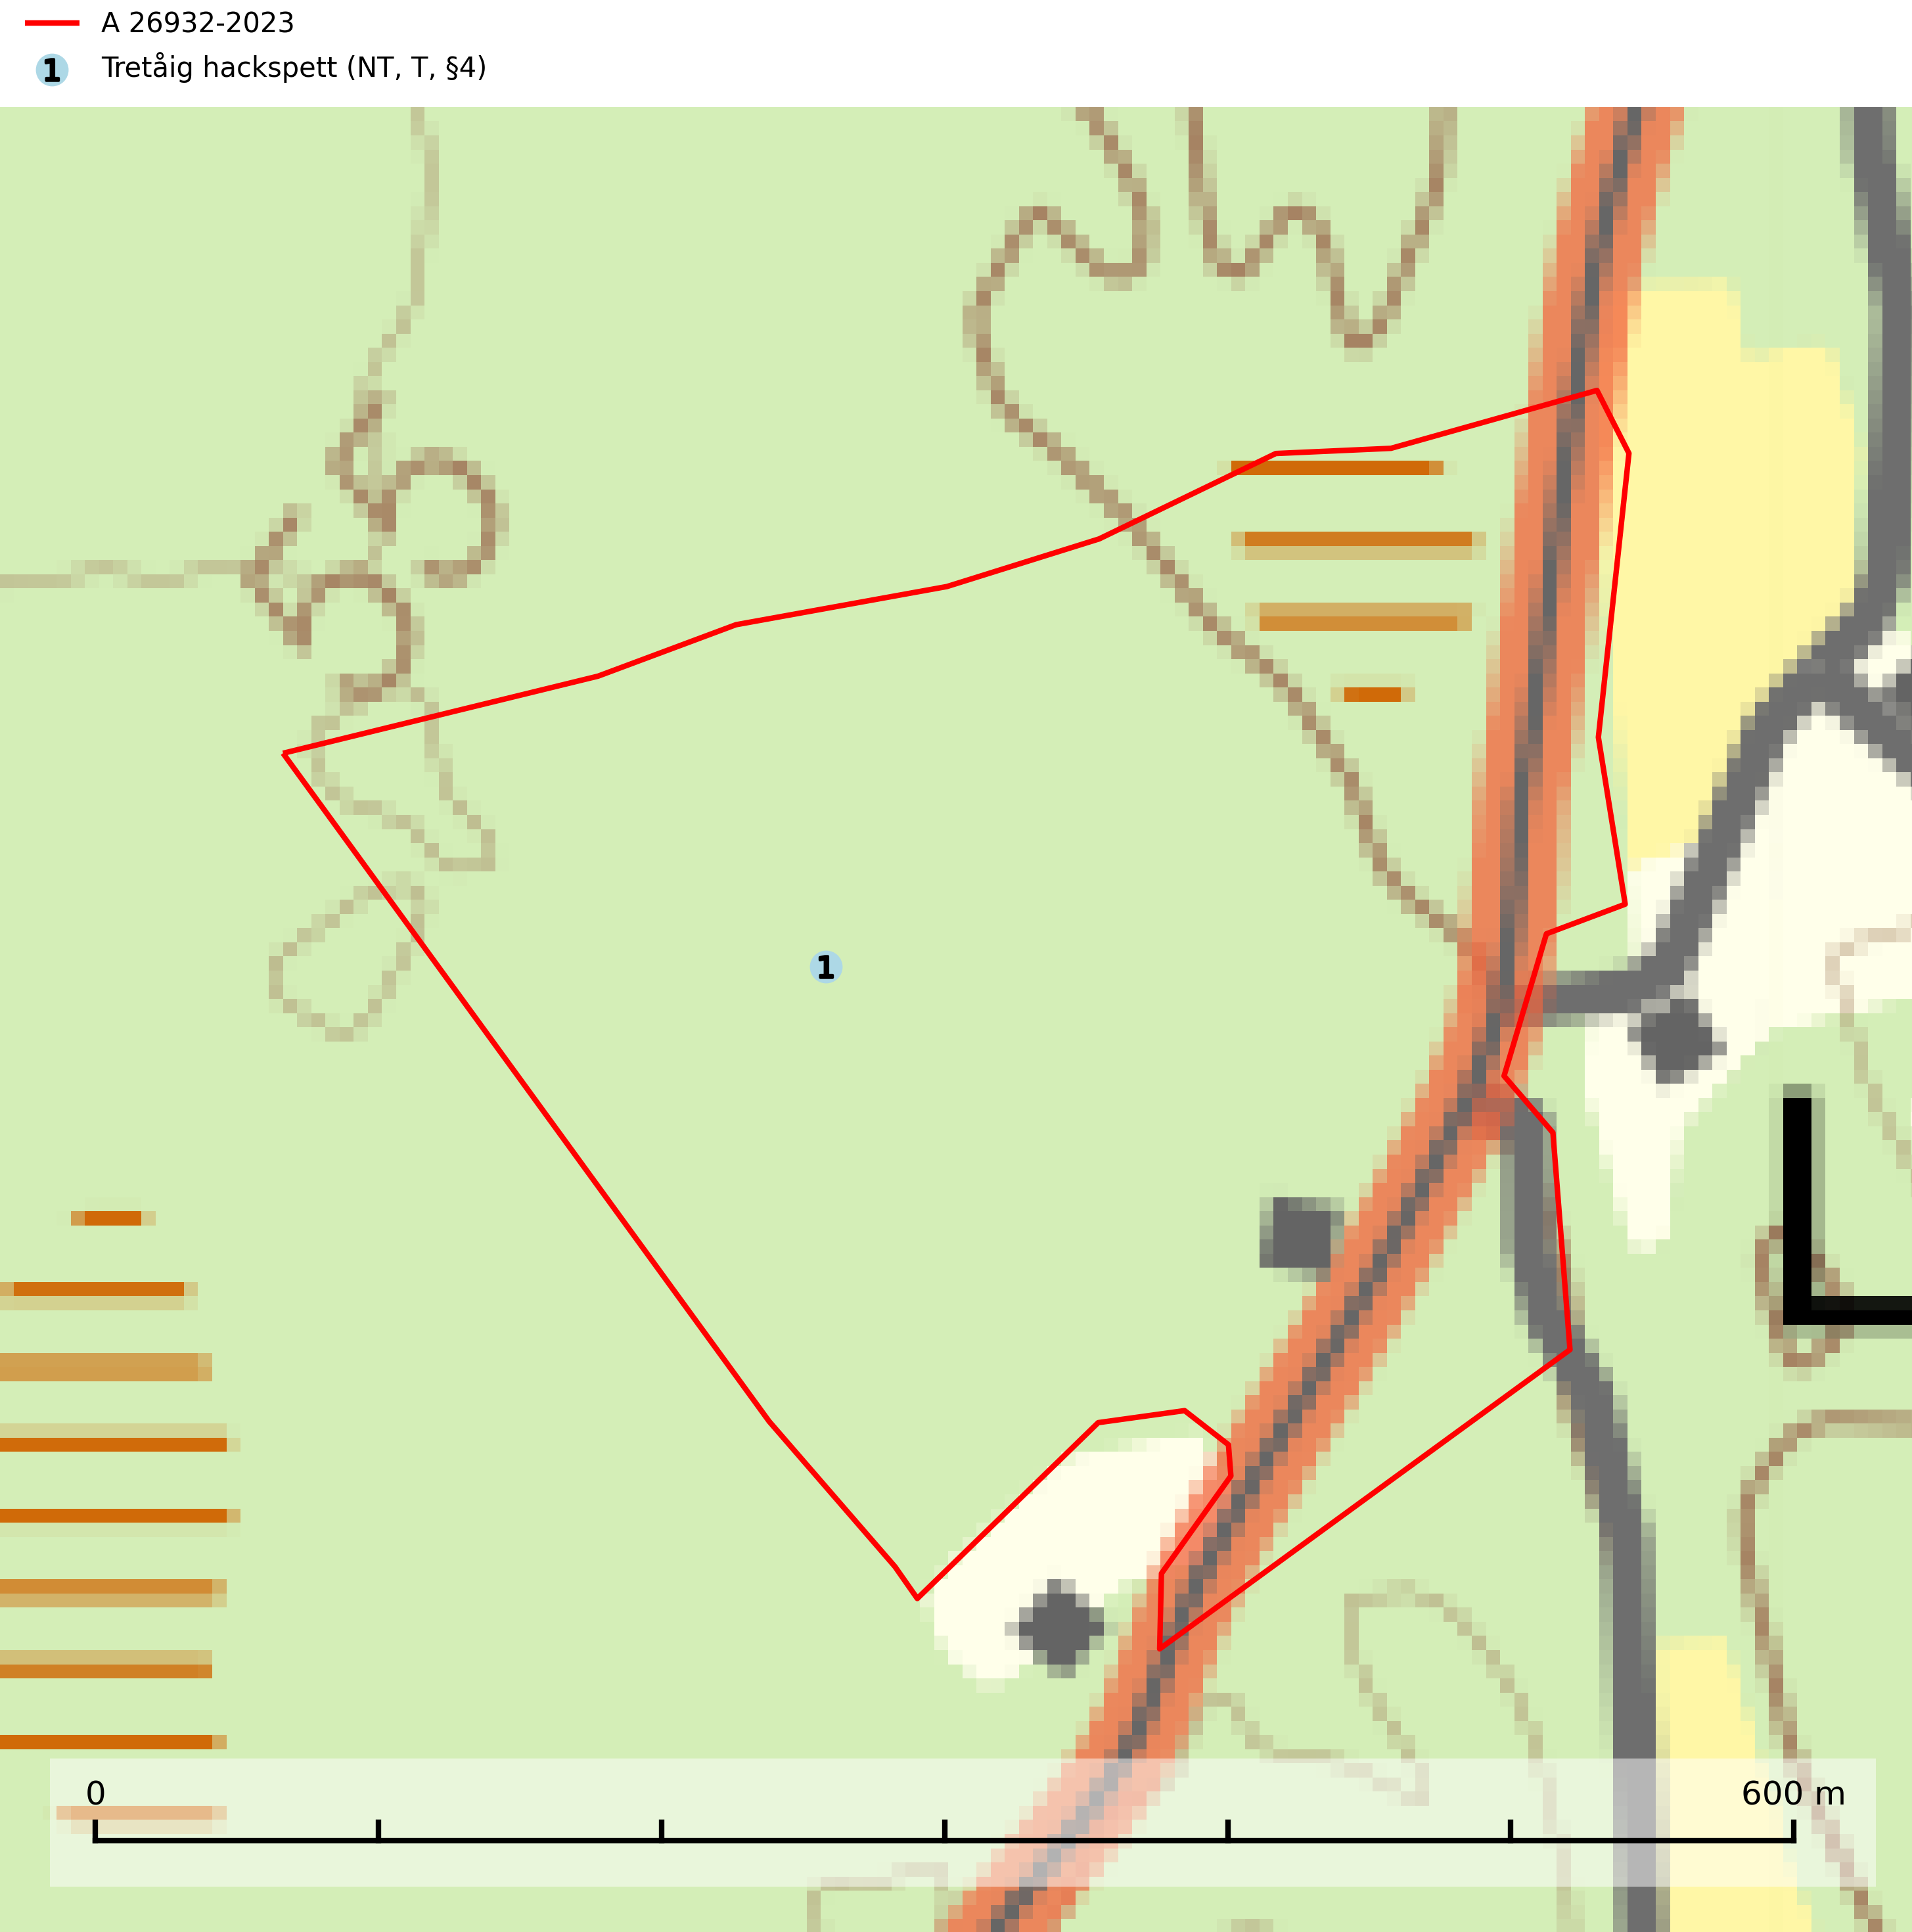 A 26932-2023
1 Tretåig hackspett (NT, T, §4)
1
L
0 600 m